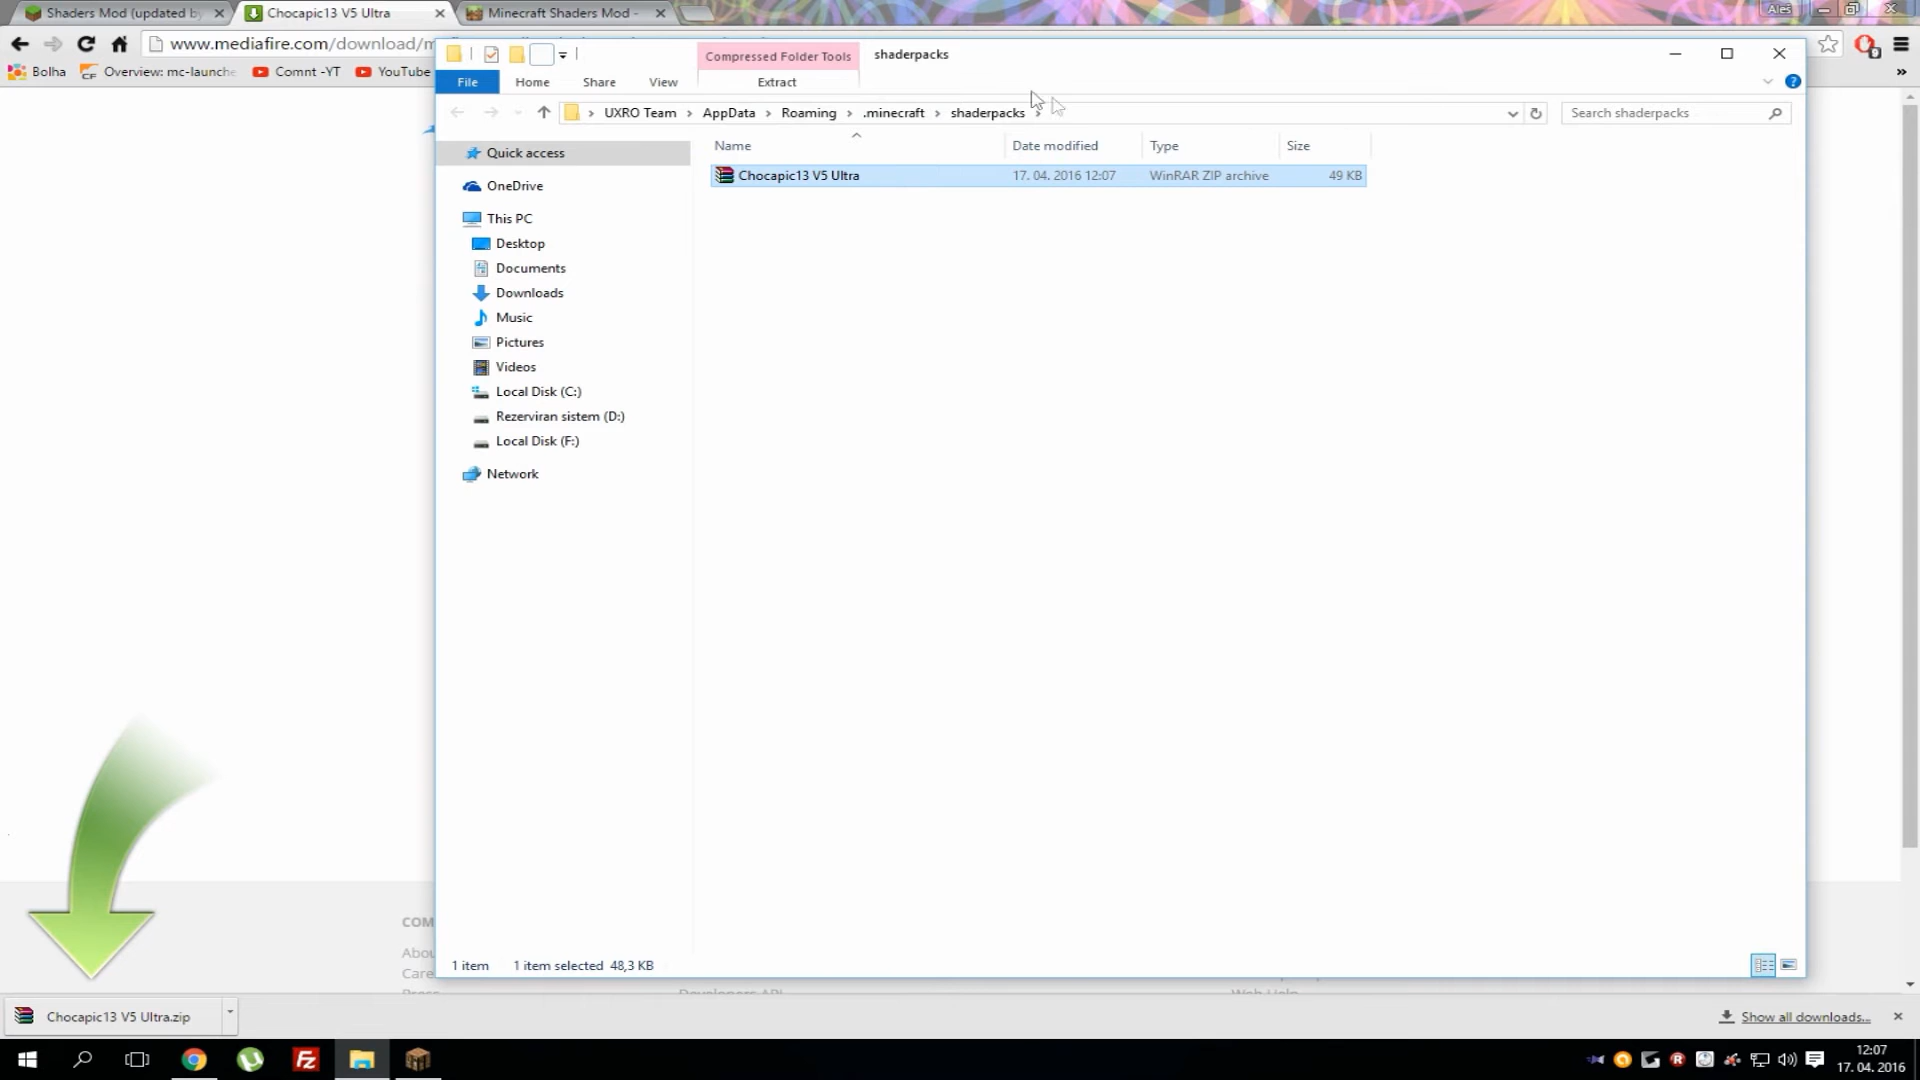 Shaders Mod (updated by
Chocapic13 V5 Ultra
Minecraft Shaders Mod -
Aleš
www.mediafire.com/download/m
Bolha
Overview: mc-launche
Comnt -YT
YouTube
Compressed Folder Tools
shaderpacks
File
Home
Share
View
Extract
UXRO Team
AppData
Roaming
.minecraft
shaderpacks
Search shaderpacks
Name
Date modified
Type
Size
Chocapic13 V5 Ultra
17. 04. 2016 12:07
WinRAR ZIP archive
49 KB
Quick access
OneDrive
This PC
Desktop
Documents
Downloads
Music
Pictures
Videos
Local Disk (C:)
Rezerviran sistem (D:)
Local Disk (F:)
Network
1 item
1 item selected 48,3 KB
COM
Abou
Care
Chocapic13 V5 Ultra.zip
Show all downloads...
12:07
17. 04. 2016